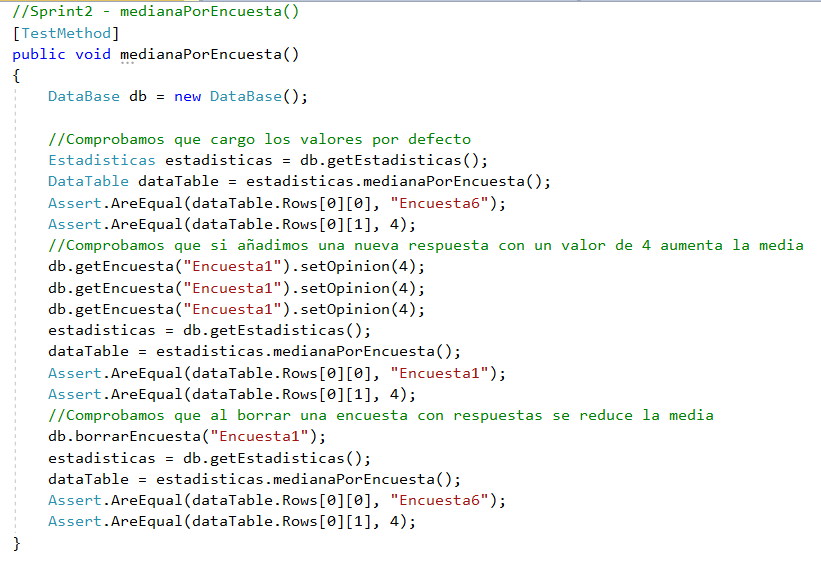 //Sprint2 - medianaPorEncuesta()
[TestMethod]
public void medianaPorEncuesta()
{
DataBase db = new DataBase();
//Comprobamos que cargo los valores por defecto
Estadisticas estadisticas = db.getEstadisticas();
DataTable dataTable = estadisticas.medianaPorEncuesta();
Assert.AreEqual(dataTable.Rows[0][0], "Encuesta6");
Assert.AreEqual(dataTable.Rows[0][1], 4);
//Comprobamos que si añadimos una nueva respuesta con un valor de 4 aumenta la media
db.getEncuesta("Encuesta1").setOpinion(4);
db.getEncuesta("Encuesta1").setOpinion(4);
db.getEncuesta("Encuesta1").setOpinion(4);
estadisticas = db.getEstadisticas();
dataTable = estadisticas.medianaPorEncuesta();
Assert.AreEqual(dataTable.Rows[0][0], "Encuesta1");
Assert.AreEqual(dataTable.Rows[0][1], 4);
//Comprobamos que al borrar una encuesta con respuestas se reduce la media
db.borrarEncuesta("Encuesta1");
estadisticas = db.getEstadisticas();
dataTable = estadisticas.medianaPorEncuesta();
Assert.AreEqual(dataTable.Rows[0][0], "Encuesta6");
Assert.AreEqual(dataTable.Rows[0][1], 4);
}